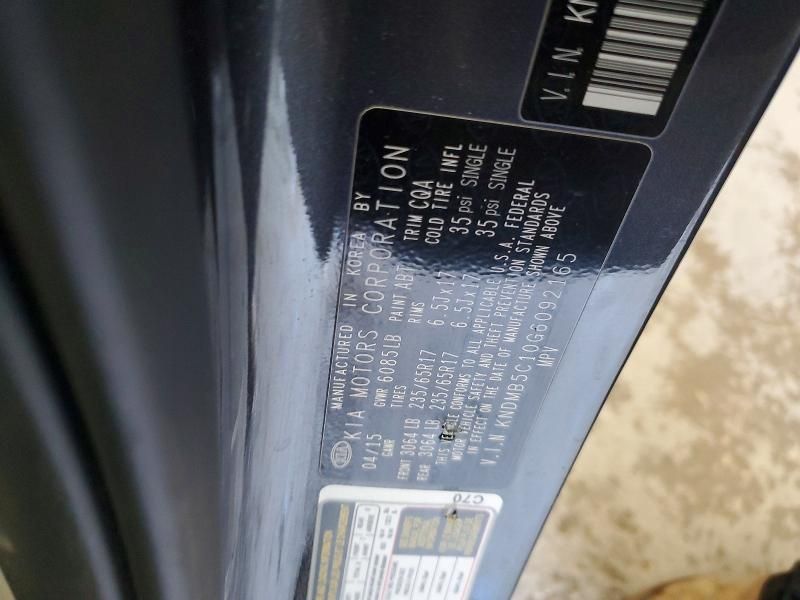 V.I.N. KN
MANUFACTURED IN KOREA BY
KIA KIA MOTORS CORPORATION
04/15 GVWR 6085LB PAINT ABT TRIM CQA
GAWR TIRES RIMS COLD TIRE INFL
FRONT 3064LB 235/65R17 6.5Jx17 35psi SINGLE
REAR 3064LB 235/65R17 6.5Jx17 35psi SINGLE
THIS VEHICLE CONFORMS TO ALL APPLICABLE U.S.A. FEDERAL
MOTOR VEHICLE SAFETY AND THEFT PREVENTION STANDARDS
IN EFFECT ON THE DATE OF MANUFACTURE SHOWN ABOVE
V.I.N KNDMB5C10G6092165
MPV
C70